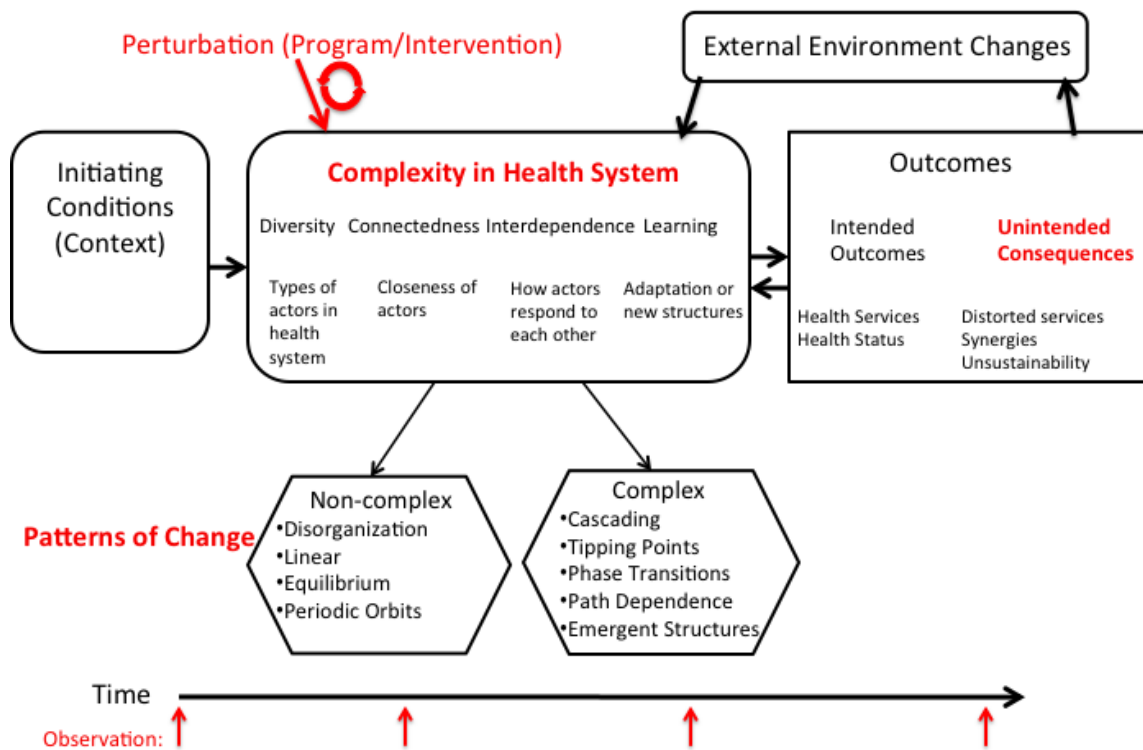 Perturbation (Program/Intervention)
External Environment Changes
Initiating
Conditions
(Context)
Complexity in Health System
Diversity Connectedness Interdependence Learning
Types of
actors in
health
system
Closeness of
actors
How actors
respond to
each other
Adaptation or
new structures
Outcomes
Intended
Outcomes
Unintended
Consequences
Health Services
Health Status
Distorted services
Synergies
Unsustainability
Patterns of Change
Non-complex
•Disorganization
•Linear
•Equilibrium
•Periodic Orbits
Complex
•Cascading
•Tipping Points
•Phase Transitions
•Path Dependence
•Emergent Structures
Time
Observation: